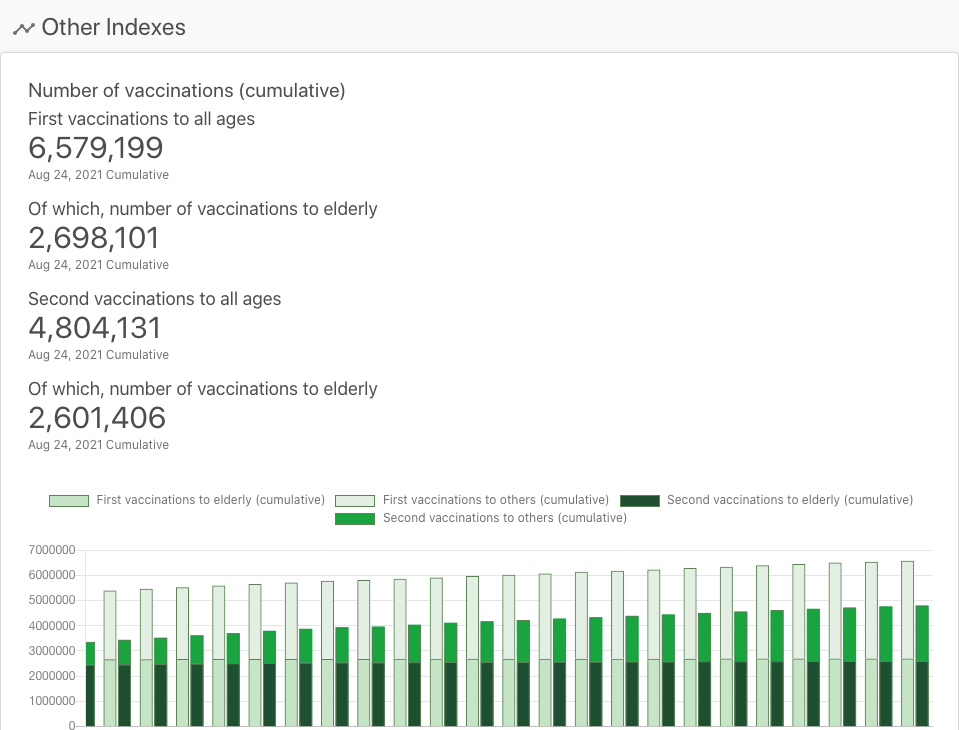 Other Indexes
Number of vaccinations (cumulative)
First vaccinations to all ages
6,579,199
Aug 24, 2021 Cumulative
Of which, number of vaccinations to elderly
2,698,101
Aug 24, 2021 Cumulative
Second vaccinations to all ages
4,804,131
Aug 24, 2021 Cumulative
Of which, number of vaccinations to elderly
2,601,406
Aug 24, 2021 Cumulative
First vaccinations to elderly (cumulative) First vaccinations to others (cumulative) Second vaccinations to elderly (cumulative)
Second vaccinations to others (cumulative)
7000000
6000000
5000000
4000000
3000000
2000000
1000000
0